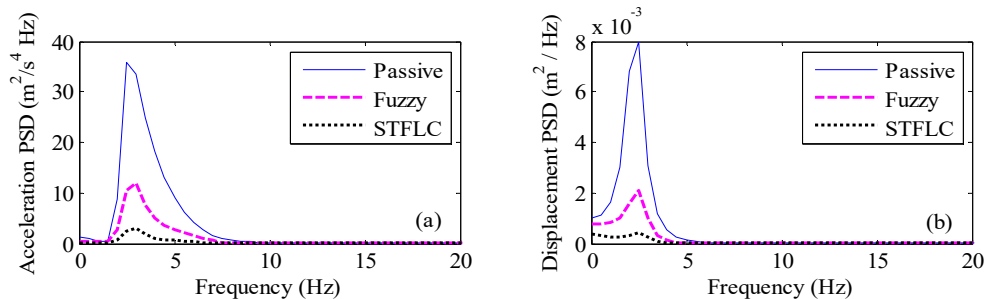 Acceleration PSD (m²/s⁴ Hz)
40
30
20
10
0
Passive
Fuzzy
STFLC
(a)
0 5 10 15 20
Frequency (Hz)
x 10⁻³
Displacement PSD (m² / Hz)
8
6
4
2
0
Passive
Fuzzy
STFLC
(b)
0 5 10 15 20
Frequency (Hz)